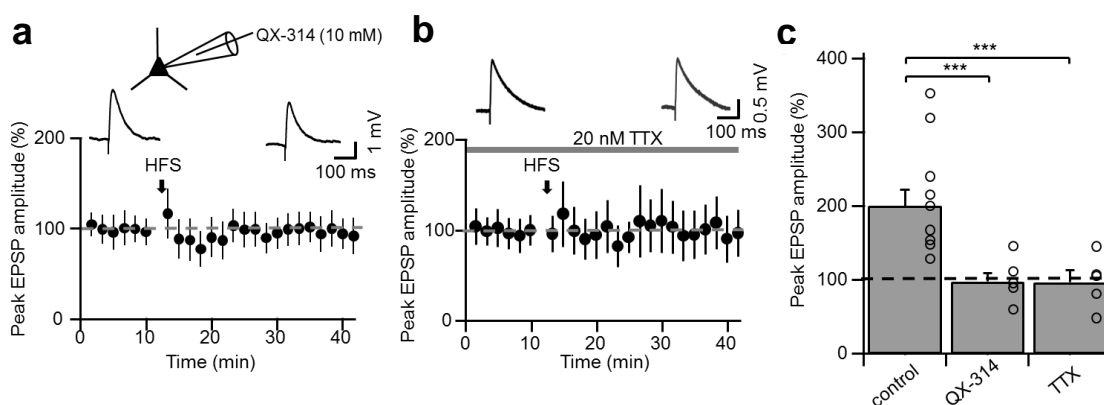 a
QX-314 (10 mM)
1 mV
100 ms
HFS
Peak EPSP amplitude (%)
200
100
0
0
10
20
30
40
Time (min)
b
0.5 mV
100 ms
20 nM TTX
HFS
Peak EPSP amplitude (%)
200
100
0
0
10
20
30
40
Time (min)
c
***
***
Peak EPSP amplitude (%)
400
300
200
100
0
control
QX-314
TTX